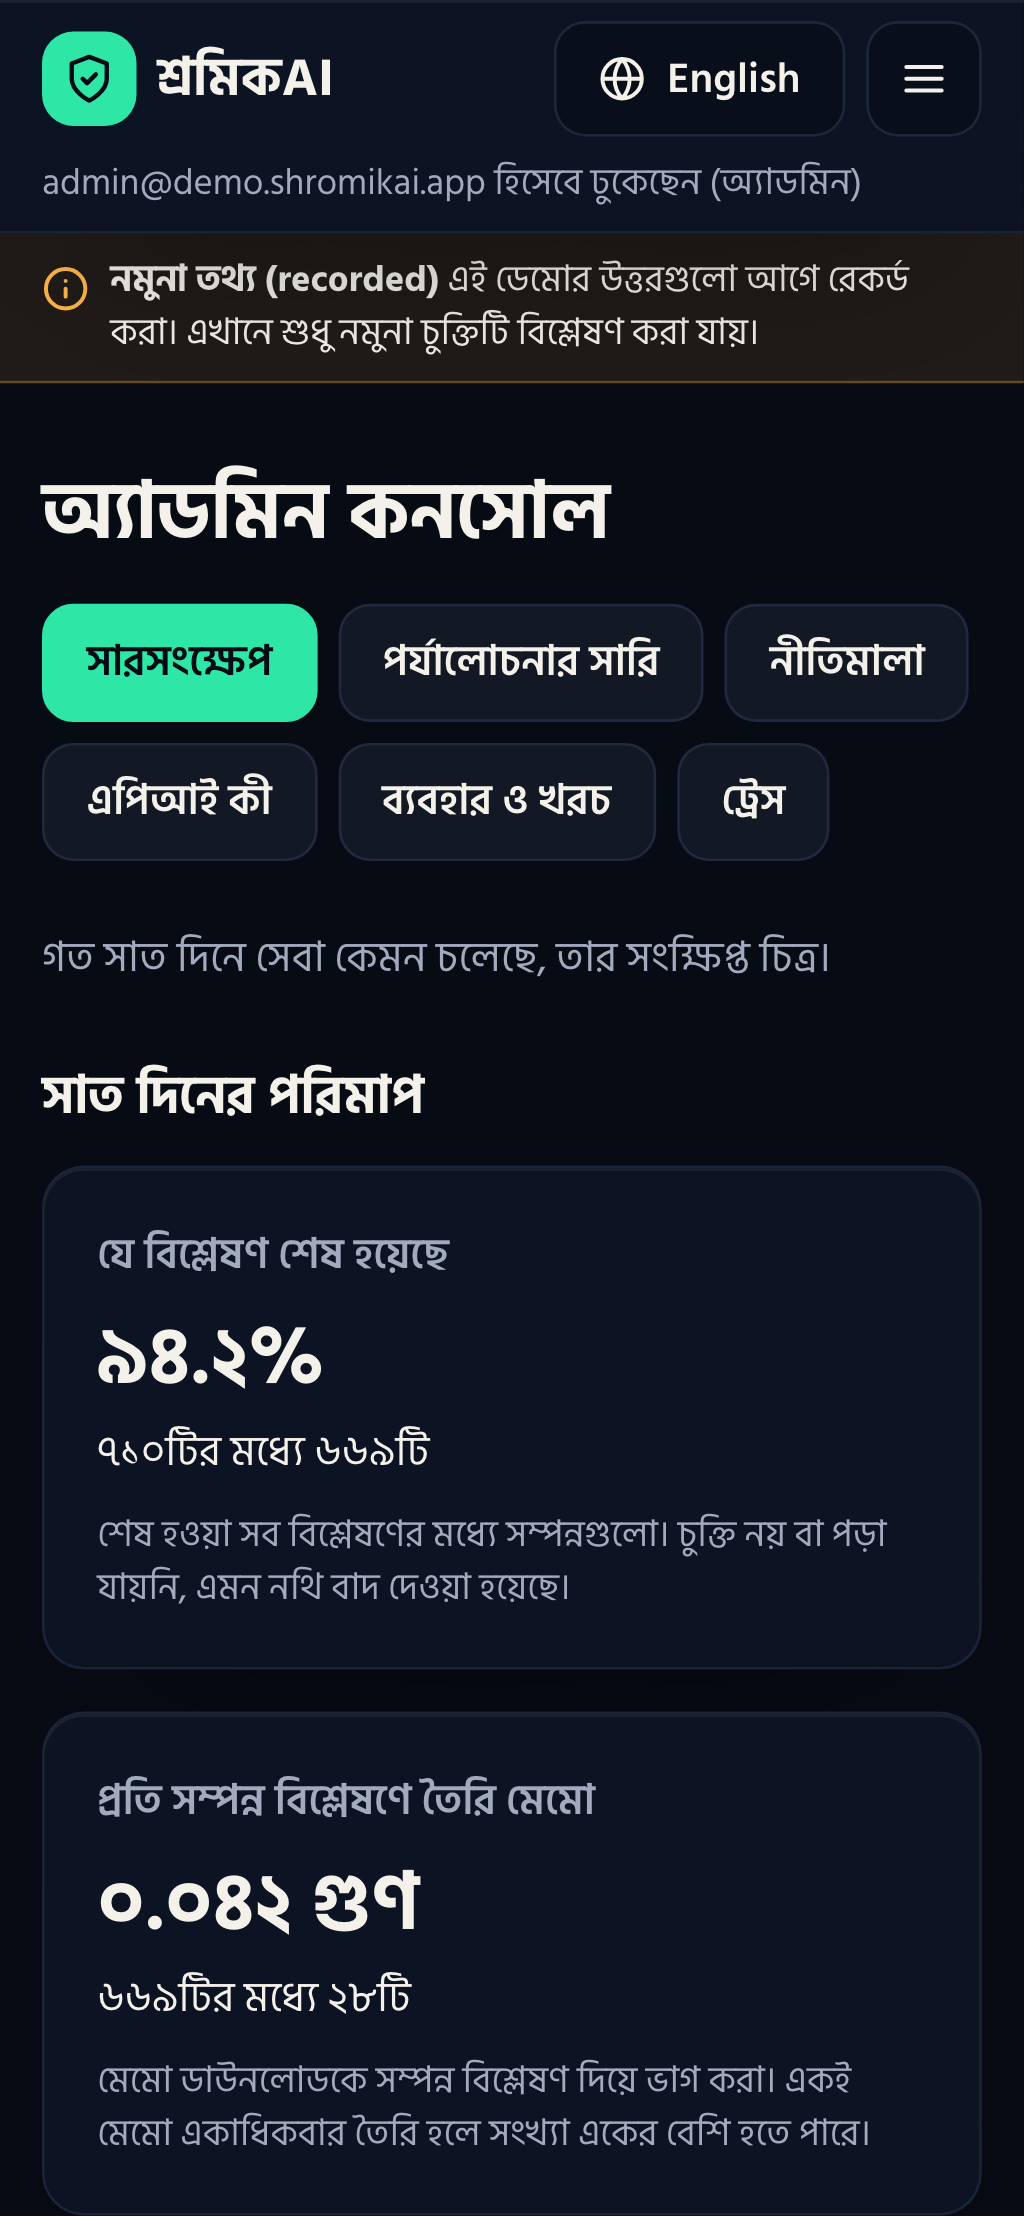 শ্রমিকAI
English
admin@demo.shromikai.app হিসেবে ঢুকেছেন (অ্যাডমিন)
নমুনা তথ্য (recorded) এই ডেমোর উত্তরগুলো আগে রেকর্ড
করা। এখানে শুধু নমুনা চুক্তিটি বিশ্লেষণ করা যায়।
অ্যাডমিন কনসোল
সারসংক্ষেপ পর্যালোচনার সারি নীতিমালা
এপিআই কী ব্যবহার ও খরচ ট্রেস
গত সাত দিনে সেবা কেমন চলেছে, তার সংক্ষিপ্ত চিত্র।
সাত দিনের পরিমাপ
যে বিশ্লেষণ শেষ হয়েছে
৯৪.২%
৭১০টির মধ্যে ৬৬৯টি
শেষ হওয়া সব বিশ্লেষণের মধ্যে সম্পন্নগুলো। চুক্তি নয় বা পড়া
যায়নি, এমন নথি বাদ দেওয়া হয়েছে।
প্রতি সম্পন্ন বিশ্লেষণে তৈরি মেমো
০.০৪২ গুণ
৬৬৯টির মধ্যে ২৮টি
মেমো ডাউনলোডকে সম্পন্ন বিশ্লেষণ দিয়ে ভাগ করা। একই
মেমো একাধিকবার তৈরি হলে সংখ্যা একের বেশি হতে পারে।